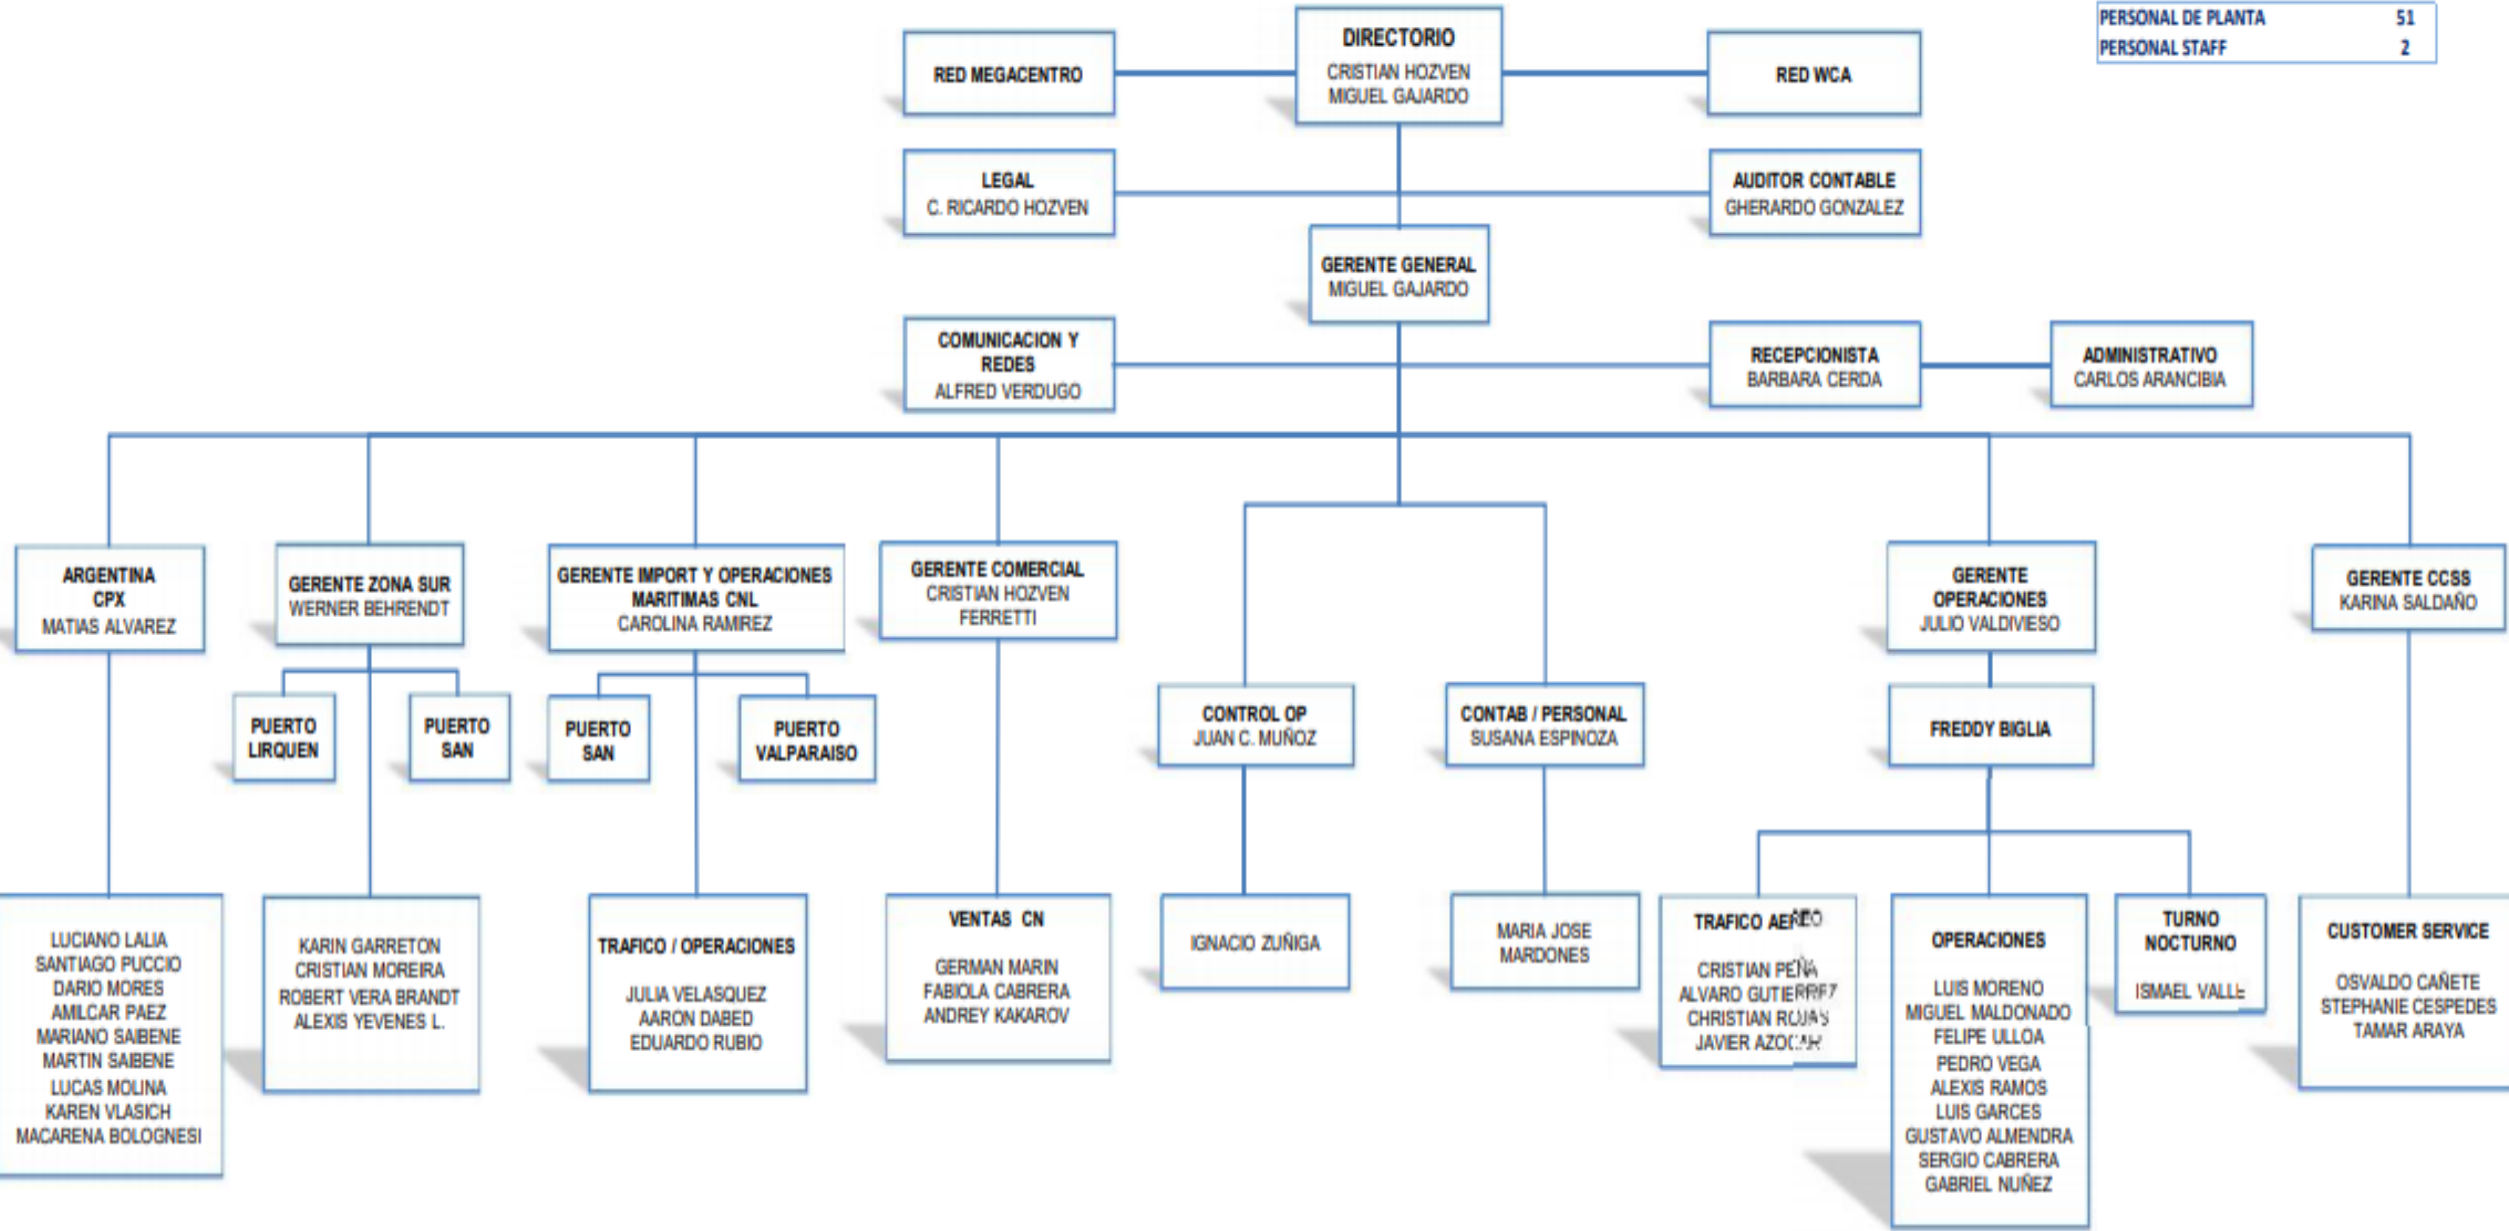 PERSONAL DE PLANTA 51
PERSONAL STAFF 2
RED MEGACENTRO
DIRECTORIO
CRISTIAN HOZVEN
MIGUEL GAJARDO
RED WCA
LEGAL
C. RICARDO HOZVEN
AUDITOR CONTABLE
GHERARDO GONZALEZ
GERENTE GENERAL
MIGUEL GAJARDO
COMUNICACION Y
REDES
ALFRED VERDUGO
RECEPCIONISTA
BARBARA CERDA
ADMINISTRATIVO
CARLOS ARANCIBIA
ARGENTINA
CPX
MATIAS ALVAREZ
GERENTE ZONA SUR
WERNER BEHRENDT
GERENTE IMPORT Y OPERACIONES
MARITIMAS CNL
CAROLINA RAMIREZ
GERENTE COMERCIAL
CRISTIAN HOZVEN
FERRETTI
GERENTE
OPERACIONES
JULIO VALDIVIESO
GERENTE CCSS
KARINA SALDAÑO
PUERTO
LIRQUEN
PUERTO
SAN
PUERTO
SAN
PUERTO
VALPARAISO
CONTROL OP
JUAN C. MUÑOZ
CONTAB / PERSONAL
SUSANA ESPINOZA
FREDDY BIGLIA
LUCIANO LALIA
SANTIAGO PUCCIO
DARIO MORES
AMILCAR PAEZ
MARIANO SAIBENE
MARTIN SAIBENE
LUCAS MOLINA
KAREN VLASICH
MACARENA BOLOGNESI
KARIN GARRETON
CRISTIAN MOREIRA
ROBERT VERA BRANDT
ALEXIS YEVENES L.
TRAFICO / OPERACIONES
JULIA VELASQUEZ
AARON DABED
EDUARDO RUBIO
VENTAS CN
GERMAN MARIN
FABIOLA CABRERA
ANDREY KAKAROV
IGNACIO ZUÑIGA
MARIA JOSE
MARDONES
TRAFICO AEREO
CRISTIAN PEÑA
ALVARO GUTIERREZ
CHRISTIAN ROJAS
JAVIER AZOCAR
OPERACIONES
LUIS MORENO
MIGUEL MALDONADO
FELIPE ULLOA
PEDRO VEGA
ALEXIS RAMOS
LUIS GARCES
GUSTAVO ALMENDRA
SERGIO CABRERA
GABRIEL NUÑEZ
TURNO
NOCTURNO
ISMAEL VALLE
CUSTOMER SERVICE
OSVALDO CAÑETE
STEPHANIE CESPEDES
TAMAR ARAYA